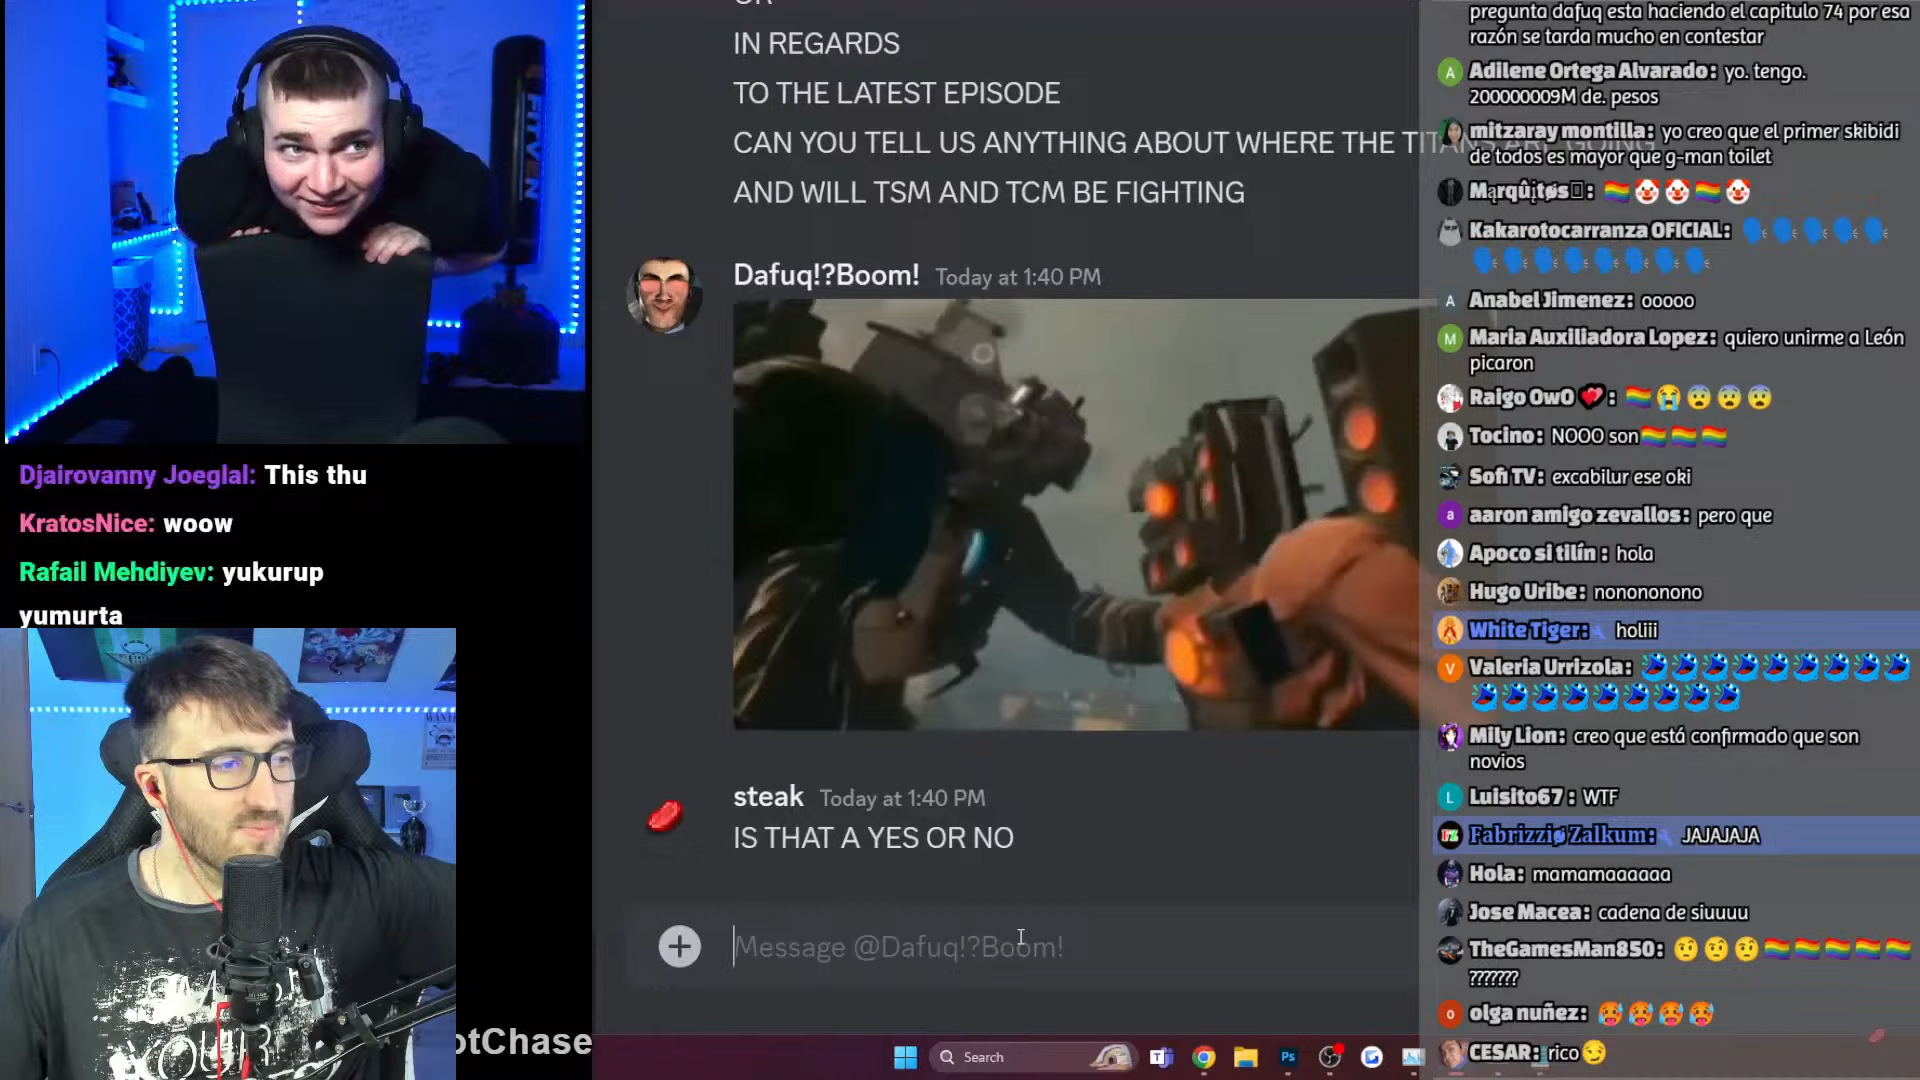 OR
IN REGARDS
TO THE LATEST EPISODE
CAN YOU TELL US ANYTHING ABOUT WHERE THE TITANS ARE GOING
AND WILL TSM AND TCM BE FIGHTING
Dafuq!?Boom! Today at 1:40 PM
steak Today at 1:40 PM
IS THAT A YES OR NO
Message @Dafuq!?Boom!
Search
Djairovanny Joeglal: This thu
KratosNice: woow
Rafail Mehdiyev: yukurup
yumurta
otChase
pregunta dafuq esta haciendo el capitulo 74 por esa
razón se tarda mucho en contestar
Adilene Ortega Alvarado: yo. tengo.
200000009M de. pesos
mitzaray montilla: yo creo que el primer skibidi
de todos es mayor que g-man toilet
Mąrqûįtøs: 🏳️‍🌈🤡🤡🏳️‍🌈🤡
Kakarotocarranza OFICIAL: 🗣️🗣️🗣️🗣️🗣️
🗣️🗣️🗣️🗣️🗣️🗣️🗣️🗣️
Anabel Jimenez: ooooo
Maria Auxiliadora Lopez: quiero unirme a León
picaron
Raigo OwO❤️: 🏳️‍🌈😭😨😨😨
Tocino: NOOO son🏳️‍🌈🏳️‍🌈🏳️‍🌈
Sofi TV: excabilur ese oki
aaron amigo zevallos: pero que
Apoco si tilín : hola
Hugo Uribe: nonononono
White Tiger: holiii
Valeria Urrizola:
Mily Lion: creo que está confirmado que son
novios
Luisito67 : WTF
Fabrizziø Zalkum: JAJAJAJA
Hola: mamamaaaaaa
Jose Macea: cadena de siuuuu
TheGamesMan850: 🤨🤨🤨🏳️‍🌈🏳️‍🌈🏳️‍🌈🏳️‍🌈🏳️‍🌈
???????
olga nuñez: 🥵🥵🥵🥵
CESAR: rico😏